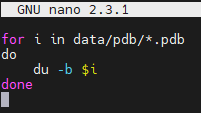 GNU nano 2.3.1
for i in data/pdb/*.pdb
do
    du -b $i
done